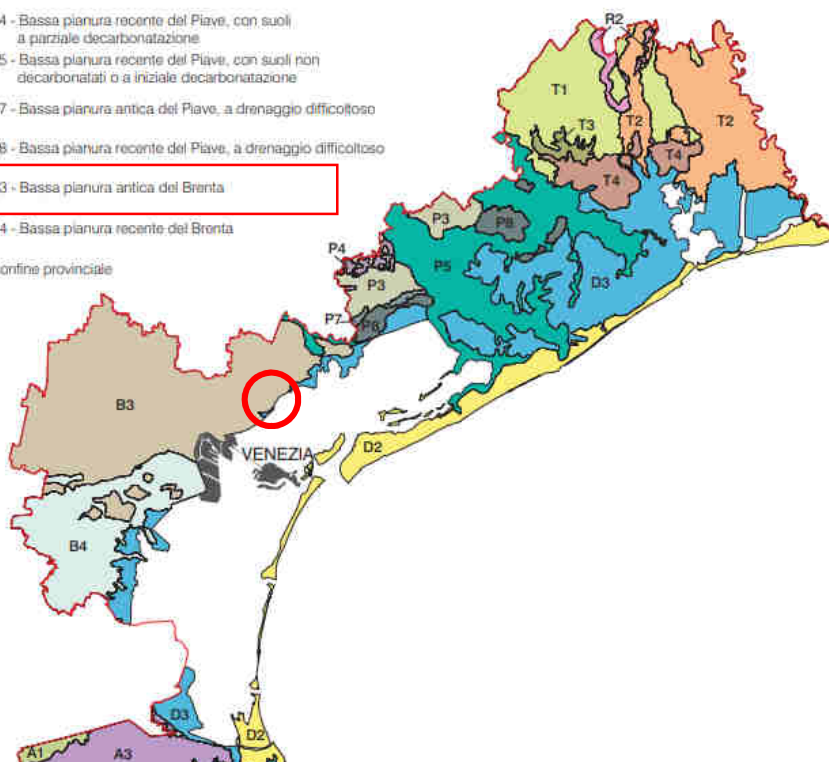 4 - Bassa pianura recente del Piave, con suoli
a parziale decarbonatazione
5 - Bassa pianura recente del Piave, con suoli non
decarbonatati o a iniziale decarbonatazione
7 - Bassa pianura antica del Piave, a drenaggio difficoltoso
8 - Bassa pianura recente del Piave, a drenaggio difficoltoso
3 - Bassa pianura antica del Brenta
4 - Bassa pianura recente del Brenta
onfine provinciale
R2
T1
T2
T2
T3
T4
T4
P3
P8
P4
P5
P3
D3
P7
P8
B3
VENEZIA
D2
B4
D3
D2
A1
A3